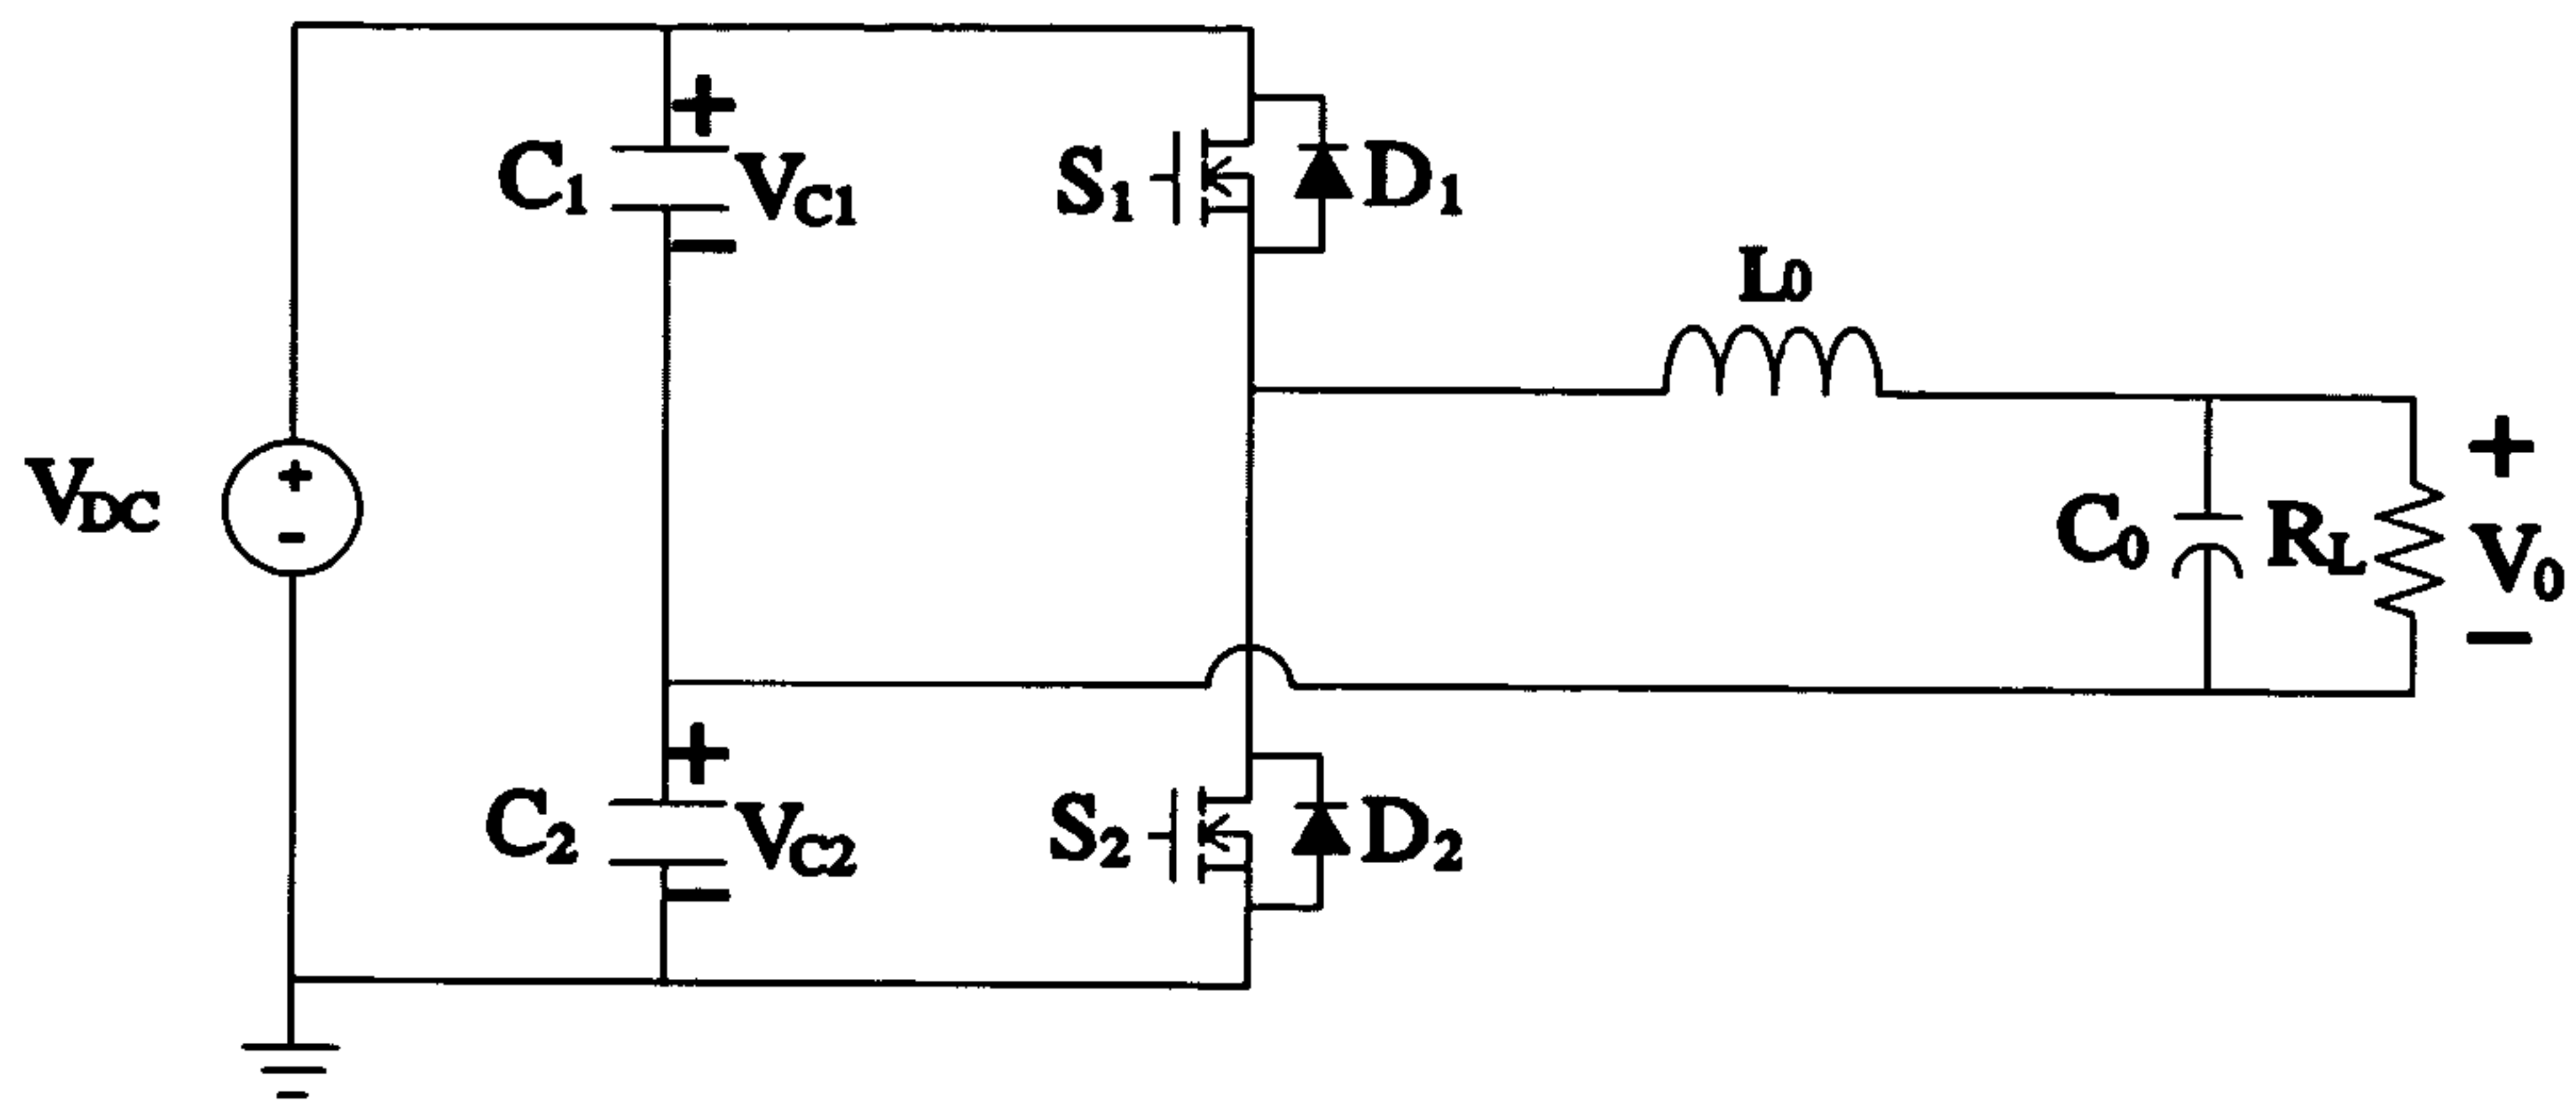 C1
+
VC1
−
S1
D1
L0
VDC
+
-
C0
RL
+
V0
−
C2
+
VC2
−
S2
D2